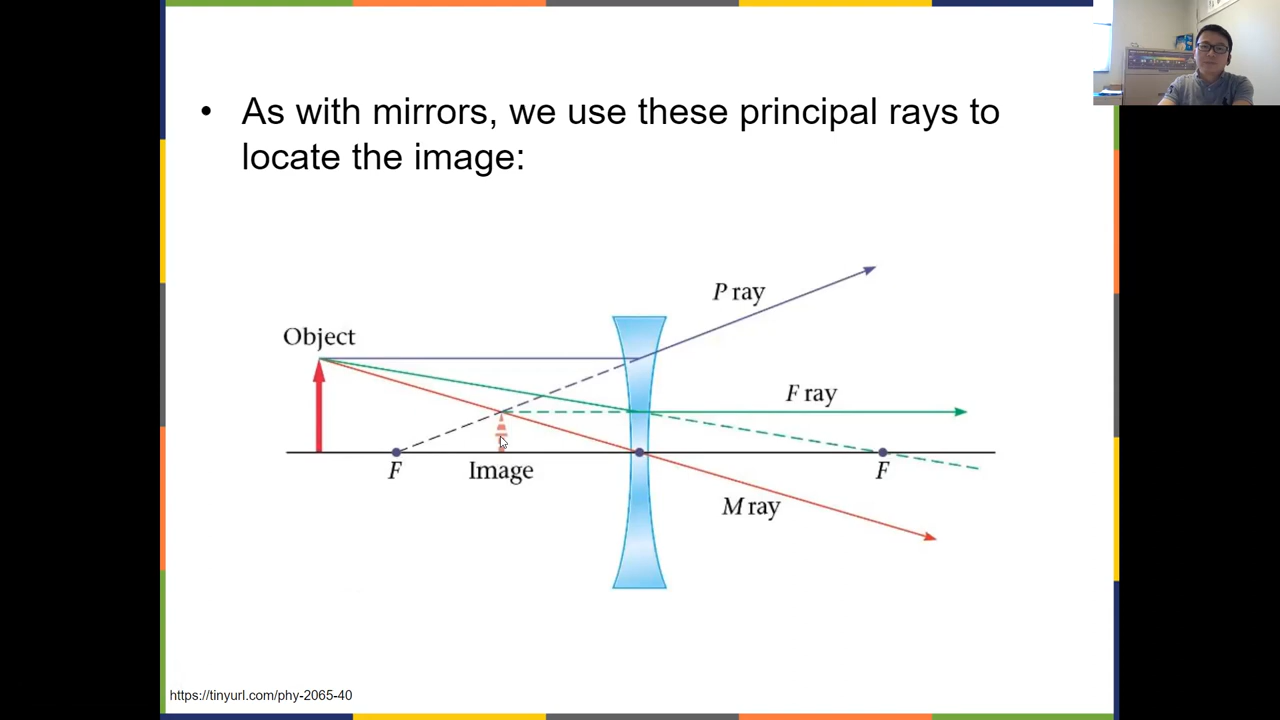 • As with mirrors, we use these principal rays to
locate the image:
P ray
Object
F ray
F
Image
F
M ray
https://tinyurl.com/phy-2065-40